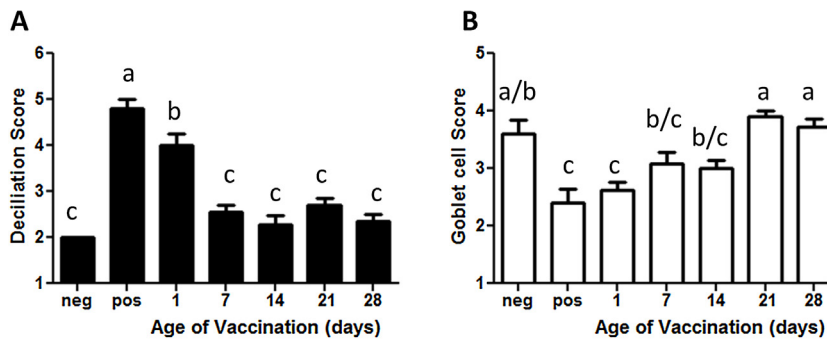 A
Deciliation Score
6
5
4
3
2
1
c
a
b
c
c
c
c
neg pos 1 7 14 21 28
Age of Vaccination (days)
B
Goblet cell Score
5
4
3
2
1
a/b
c
c
b/c
b/c
a
a
neg pos 1 7 14 21 28
Age of Vaccination (days)